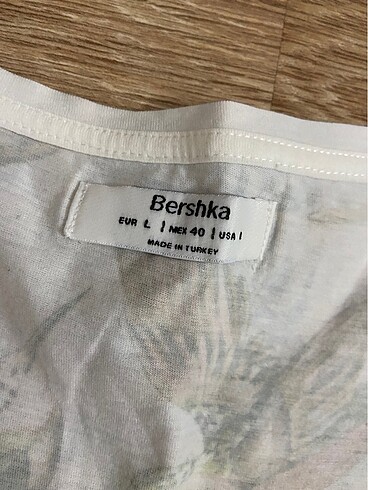 Bershka
EUR L | MEX 40 | USA
MADE IN TURKEY